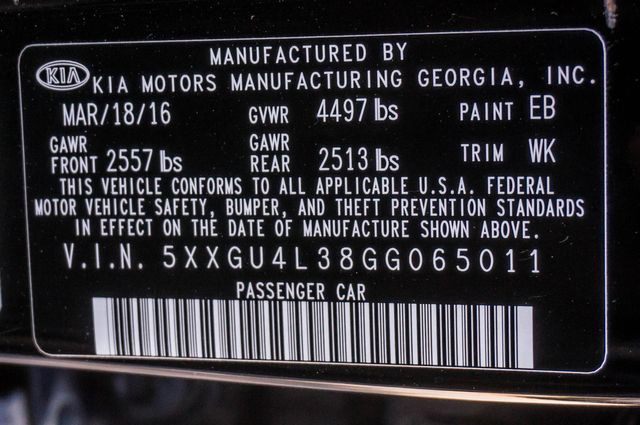 MANUFACTURED BY
KIA KIA MOTORS MANUFACTURING GEORGIA, INC.
MAR/18/16 GVWR 4497 lbs PAINT EB
GAWR FRONT 2557 lbs GAWR REAR 2513 lbs TRIM WK
THIS VEHICLE CONFORMS TO ALL APPLICABLE U.S.A. FEDERAL
MOTOR VEHICLE SAFETY, BUMPER, AND THEFT PREVENTION STANDARDS
IN EFFECT ON THE DATE OF MANUFACTURE SHOWN ABOVE.
V.I.N. 5XXGU4L38GG065011
PASSENGER CAR